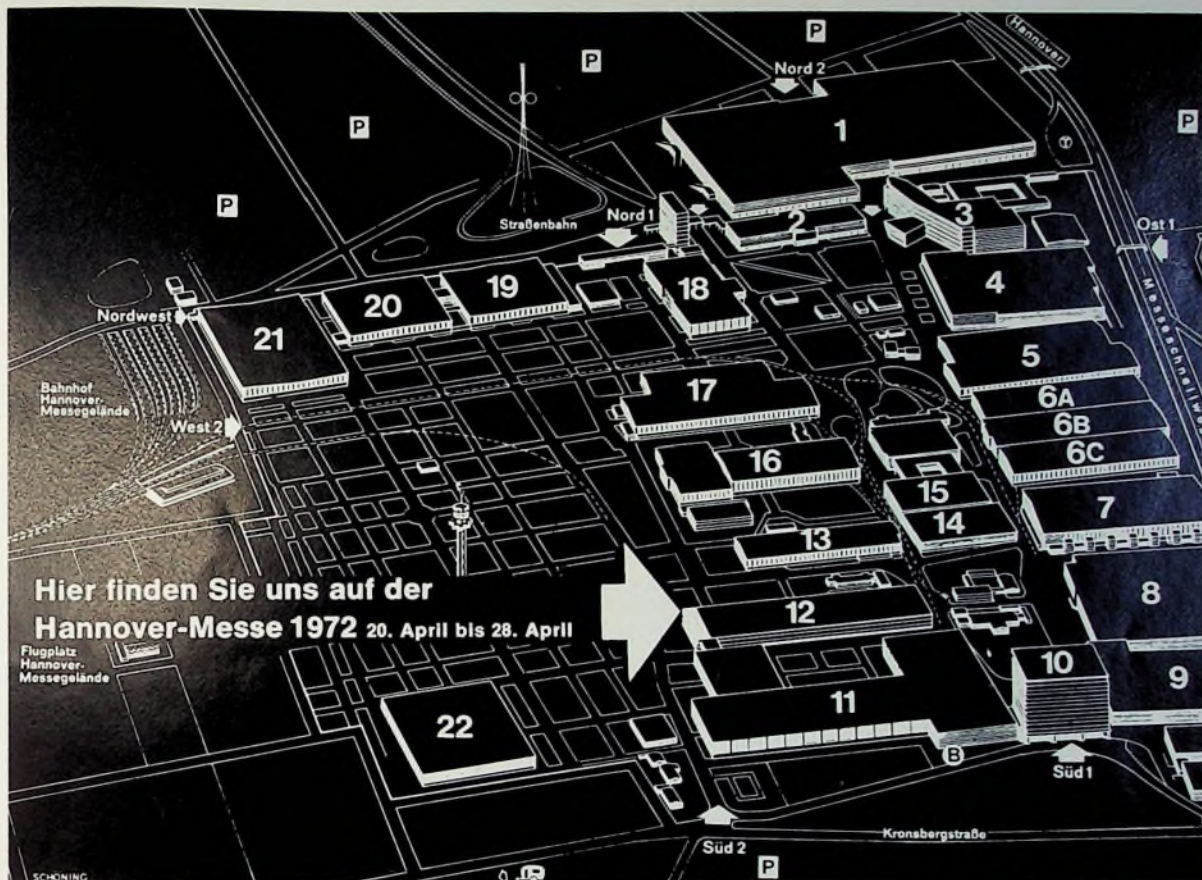 P
P
P
P
P
Hannover
Nord 2
1
Straßenbahn
Nord 1
2
3
Ost 1
4
18
19
20
21
Nordwest
Bahnhof
Hannover-
Messegelände
West 2
5
6A
6B
6C
17
16
15
14
7
13
12
8
Hier finden Sie uns auf der
Hannover-Messe 1972 20. April bis 28. April
Flugplatz
Hannover-
Messegelände
10
9
11
22
B
Süd 1
Kronsbergstraße
Süd 2
P
SCHÖNING